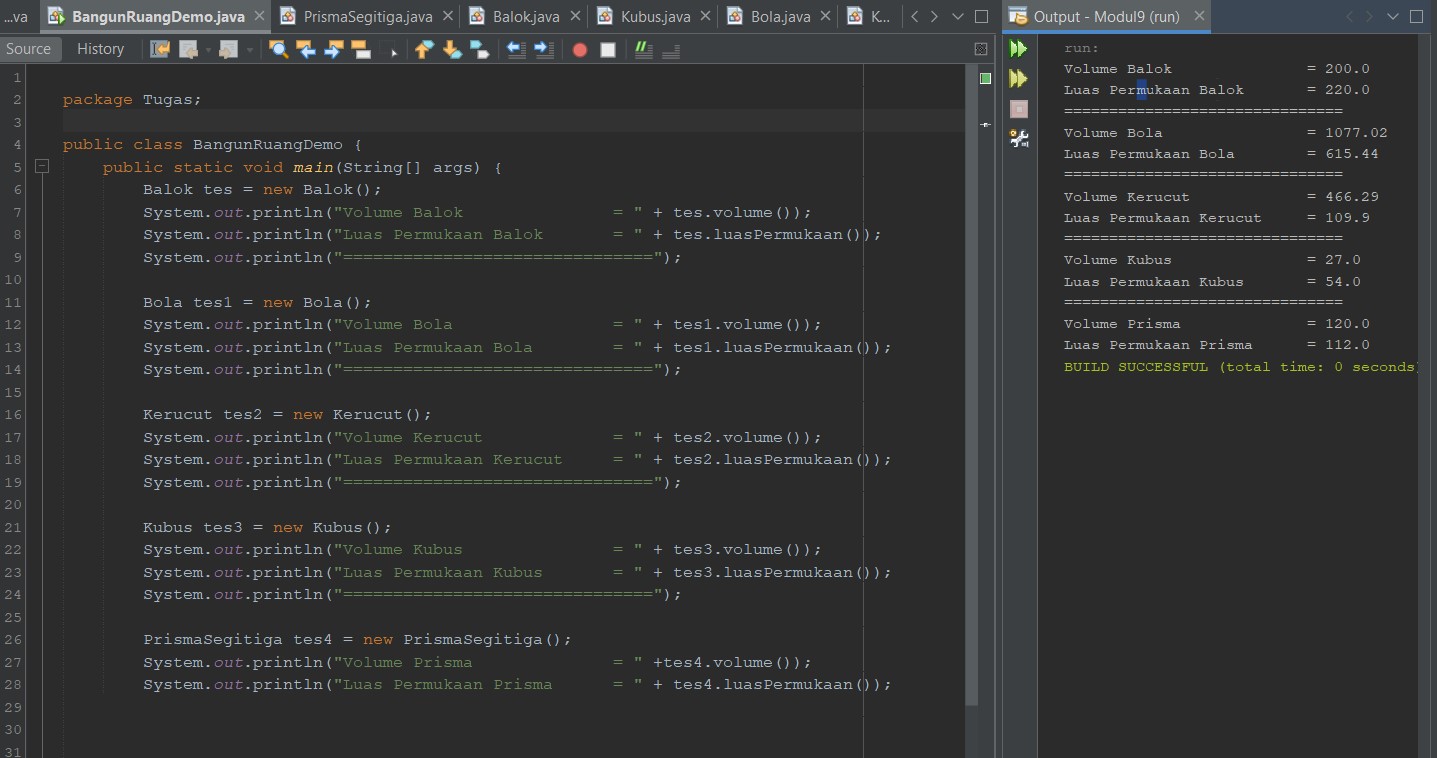 ...va BangunRuangDemo.java PrismaSegitiga.java Balok.java Kubus.java Bola.java K...
Source History
1
2 package Tugas;
3
4 public class BangunRuangDemo {
5     public static void main(String[] args) {
6         Balok tes = new Balok();
7         System.out.println("Volume Balok               = " + tes.volume());
8         System.out.println("Luas Permukaan Balok       = " + tes.luasPermukaan());
9         System.out.println("===============================");
10
11         Bola tes1 = new Bola();
12         System.out.println("Volume Bola                = " + tes1.volume());
13         System.out.println("Luas Permukaan Bola        = " + tes1.luasPermukaan());
14         System.out.println("===============================");
15
16         Kerucut tes2 = new Kerucut();
17         System.out.println("Volume Kerucut             = " + tes2.volume());
18         System.out.println("Luas Permukaan Kerucut     = " + tes2.luasPermukaan());
19         System.out.println("===============================");
20
21         Kubus tes3 = new Kubus();
22         System.out.println("Volume Kubus               = " + tes3.volume());
23         System.out.println("Luas Permukaan Kubus       = " + tes3.luasPermukaan());
24         System.out.println("===============================");
25
26         PrismaSegitiga tes4 = new PrismaSegitiga();
27         System.out.println("Volume Prisma              = " +tes4.volume());
28         System.out.println("Luas Permukaan Prisma      = " + tes4.luasPermukaan());
29
30
31
Output - Modul9 (run)
run:
Volume Balok               = 200.0
Luas Permukaan Balok       = 220.0
===============================
Volume Bola                = 1077.02
Luas Permukaan Bola        = 615.44
===============================
Volume Kerucut             = 466.29
Luas Permukaan Kerucut     = 109.9
===============================
Volume Kubus               = 27.0
Luas Permukaan Kubus       = 54.0
===============================
Volume Prisma              = 120.0
Luas Permukaan Prisma      = 112.0
BUILD SUCCESSFUL (total time: 0 seconds)